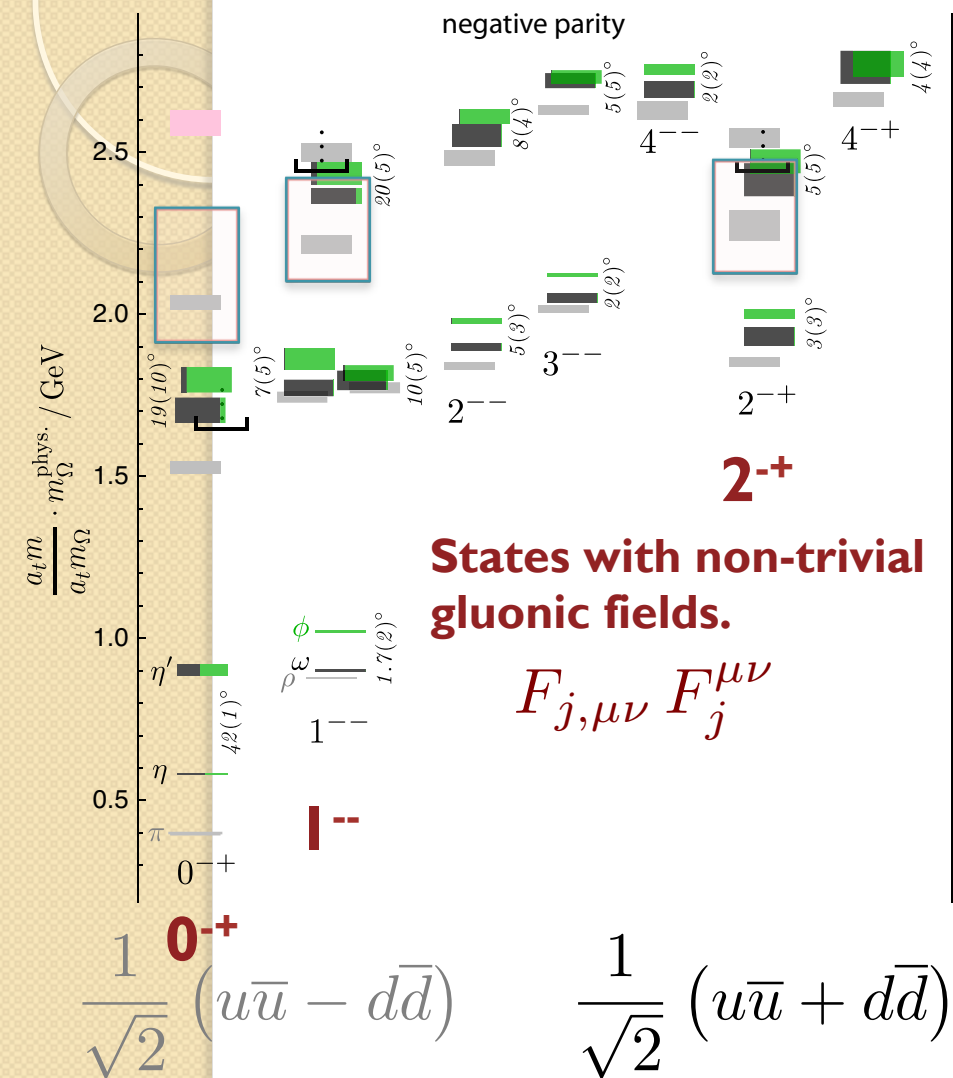 negative parity
2.5
2.0
1.5
1.0
0.5
a_t m / a_t m_Ω · m_Ω^phys. / GeV
20(5)°
8(4)°
5(5)°
2(2)°
4^−−
4(4)°
4^−+
5(5)°
19(10)°
7(5)°
10(5)°
5(3)°
2^−−
2(2)°
3^−−
3(3)°
2^−+
2^-+
States with non-trivial
gluonic fields.
F_{j,μν} F_j^{μν}
ϕ
ω
ρ
1.7(2)°
1^−−
η′
42(1)°
η
π
0^−+
1^--
0^-+
1/√2 (uū − dd̄)
1/√2 (uū + dd̄)